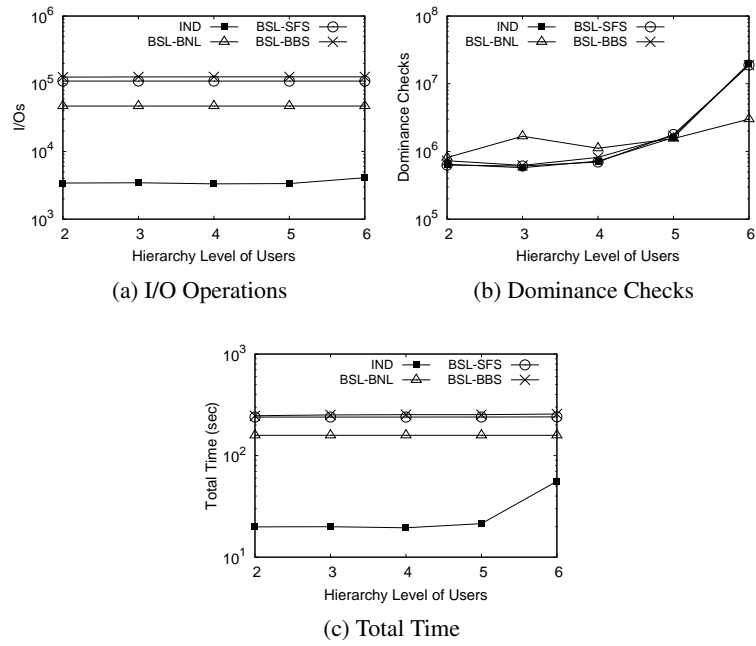 IND BSL-SFS
BSL-BNL BSL-BBS
10^6
10^5
10^4
10^3
I/Os
2 3 4 5 6
Hierarchy Level of Users
(a) I/O Operations
IND BSL-SFS
BSL-BNL BSL-BBS
10^8
10^7
10^6
10^5
Dominance Checks
2 3 4 5 6
Hierarchy Level of Users
(b) Dominance Checks
IND BSL-SFS
BSL-BNL BSL-BBS
10^3
10^2
10^1
Total Time (sec)
2 3 4 5 6
Hierarchy Level of Users
(c) Total Time